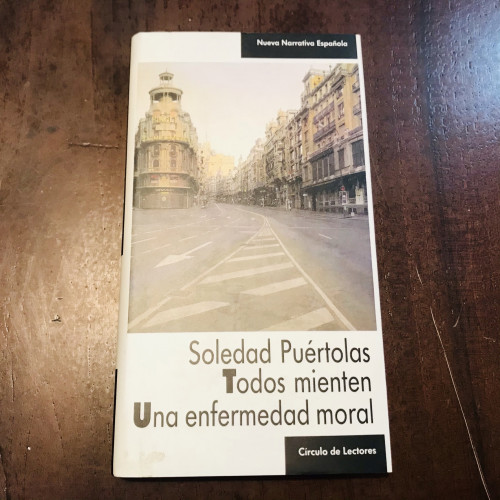 Nueva Narrativa Española
Soledad Puértolas
Todos mienten
Una enfermedad moral
Círculo de Lectores